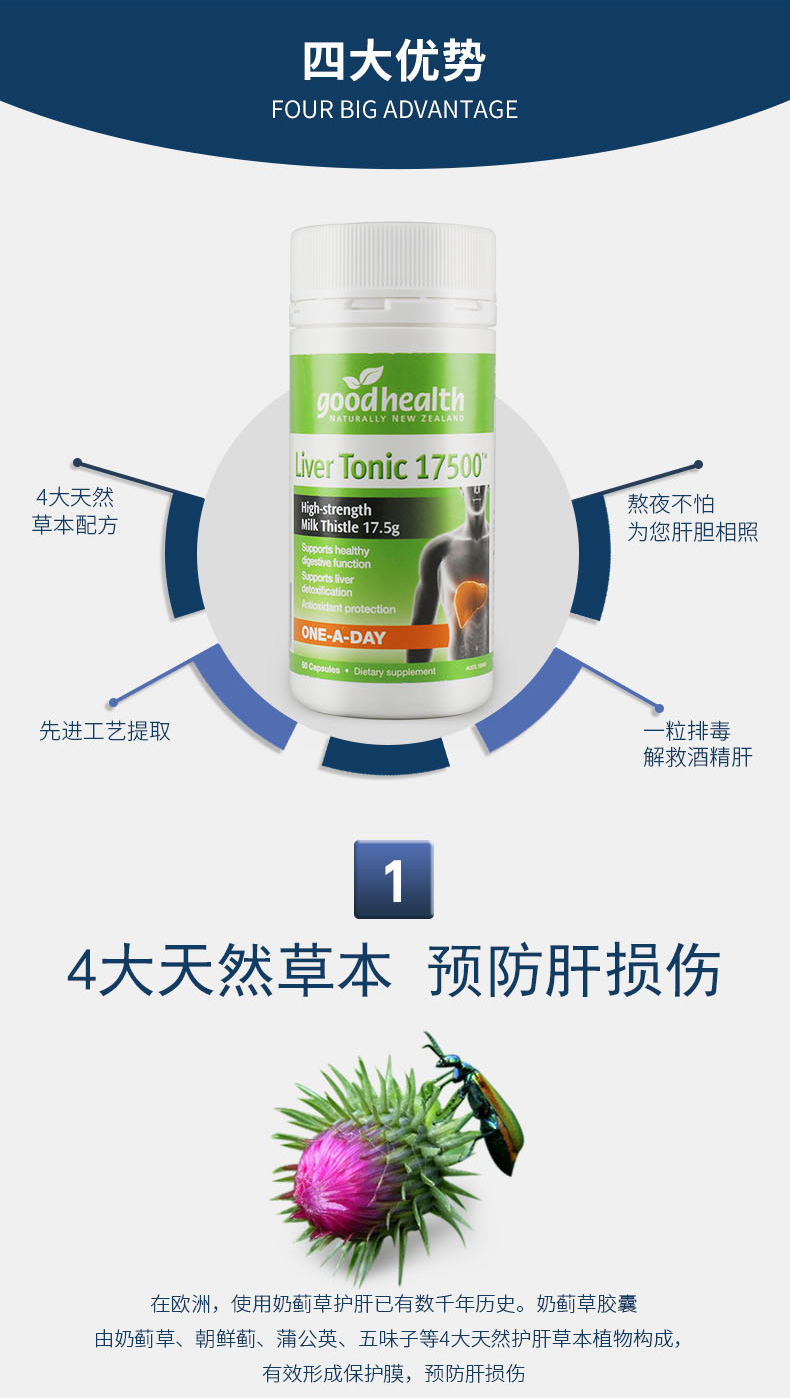 四大优势
FOUR BIG ADVANTAGE
goodhealth
NATURALLY NEW ZEALAND
Liver Tonic 17500™
High-strength
Milk Thistle 17.5g
Supports healthy
digestive function
Supports liver
detoxification
Antioxidant protection
ONE-A-DAY
60 Capsules • Dietary supplement
4大天然
草本配方
熬夜不怕
为您肝胆相照
先进工艺提取
一粒排毒
解救酒精肝
1
4大天然草本 预防肝损伤
在欧洲，使用奶蓟草护肝已有数千年历史。奶蓟草胶囊
由奶蓟草、朝鲜蓟、蒲公英、五味子等4大天然护肝草本植物构成，
有效形成保护膜，预防肝损伤